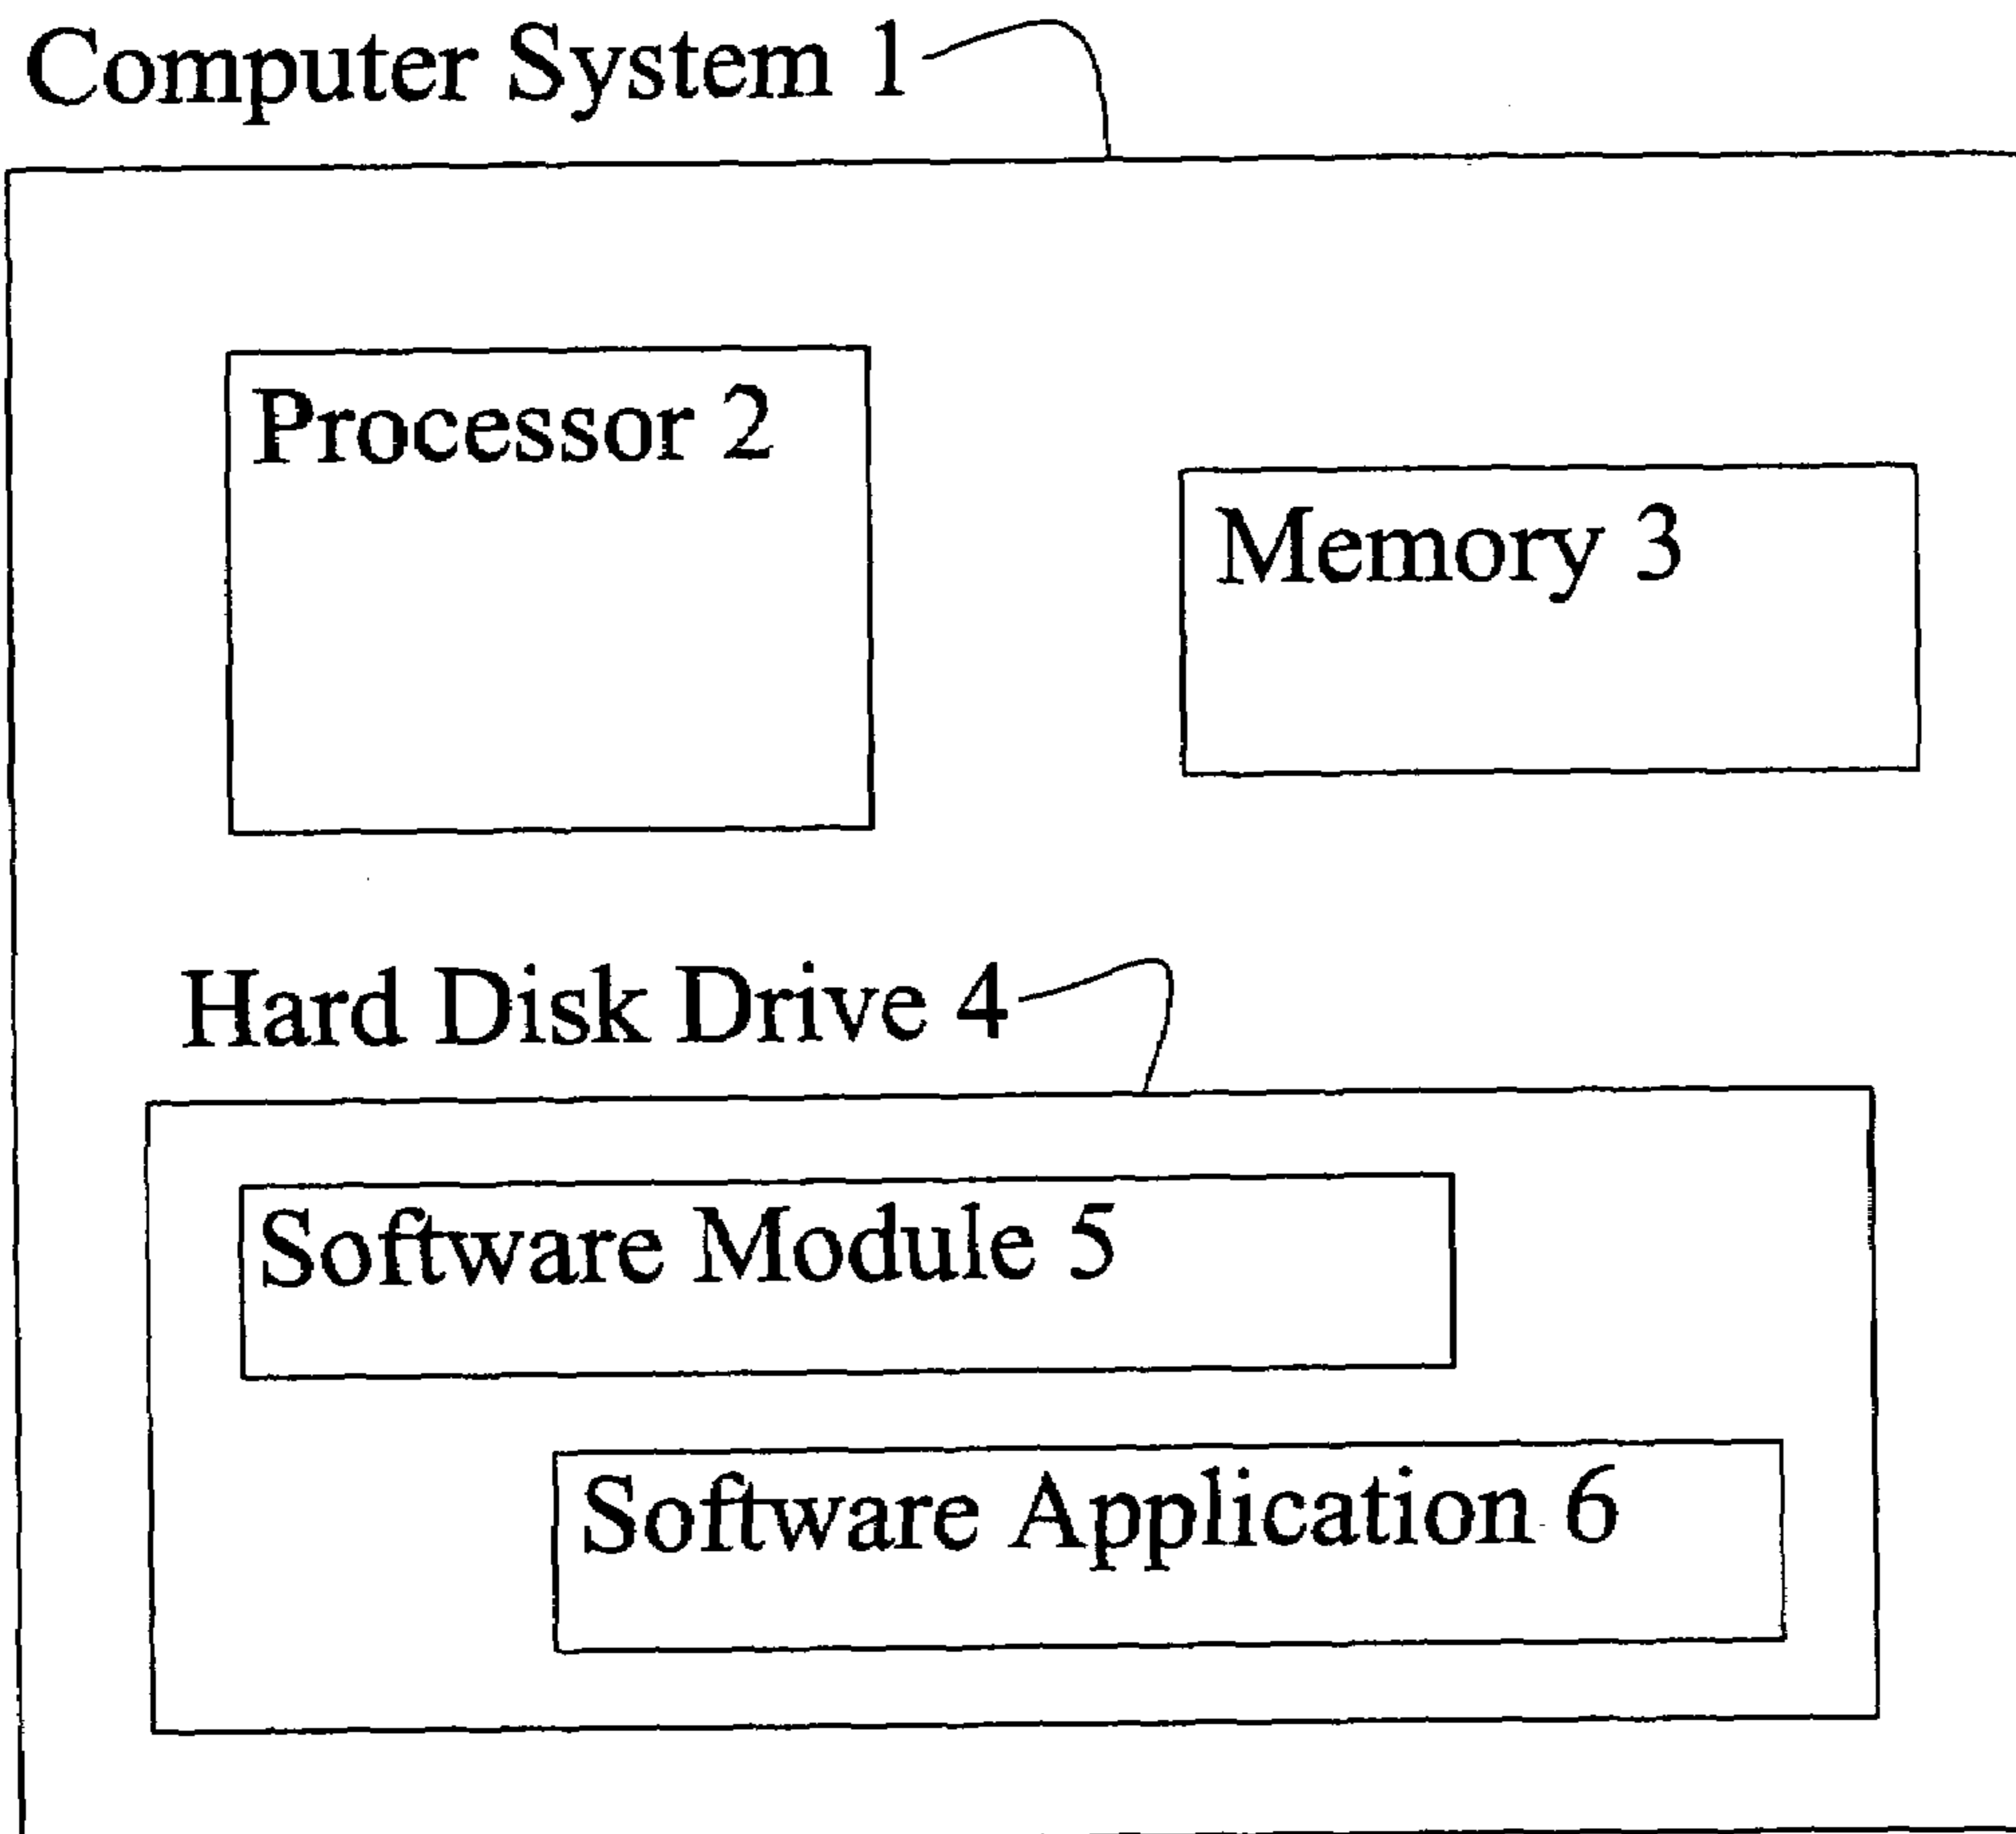 Computer System 1
Processor 2
Memory 3
Hard Disk Drive 4
Software Module 5
Software Application 6